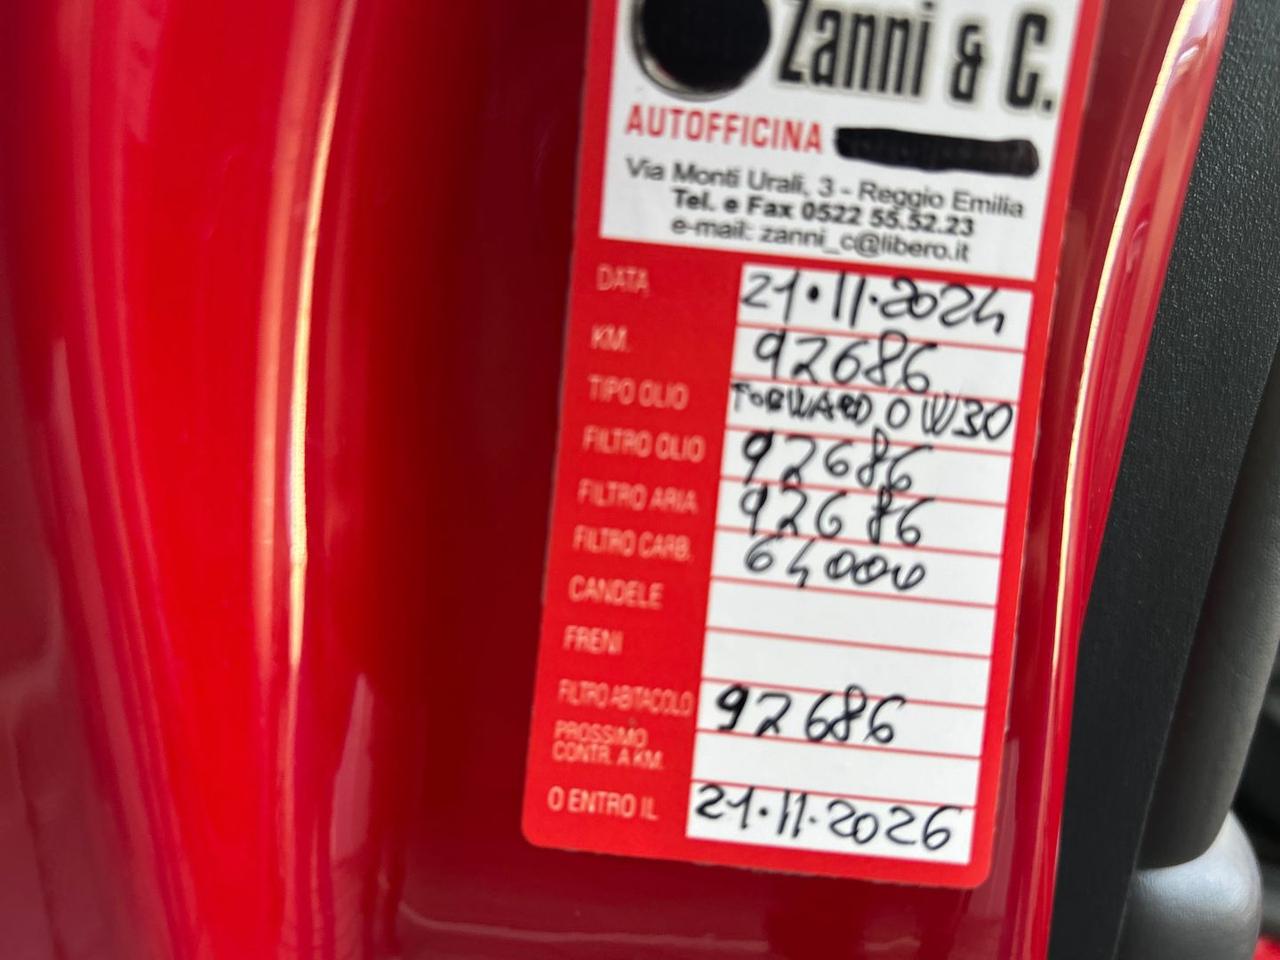 Zanni & C.
AUTOFFICINA
Via Monti Urali, 3 - Reggio Emilia
Tel. e Fax 0522 55.52.23
e-mail: zanni_c@libero.it
DATA 21.11.2024
KM. 92686
TIPO OLIO FORWARD 0W30
FILTRO OLIO 92686
FILTRO ARIA 92686
FILTRO CARB. 64000
CANDELE
FRENI
FILTRO ABITACOLO 92686
PROSSIMO
CONTR. A KM.
O ENTRO IL 21.11.2026